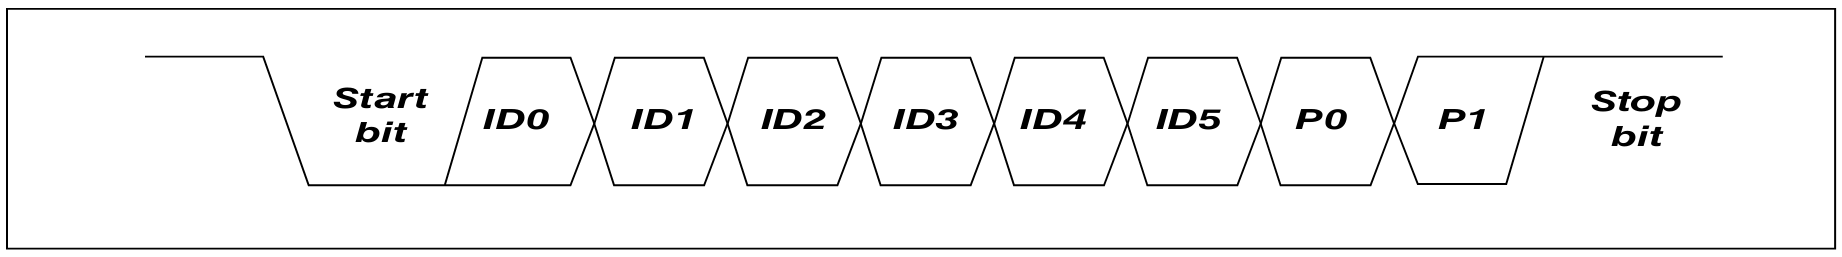 Start
bit
ID0
ID1
ID2
ID3
ID4
ID5
P0
P1
Stop
bit